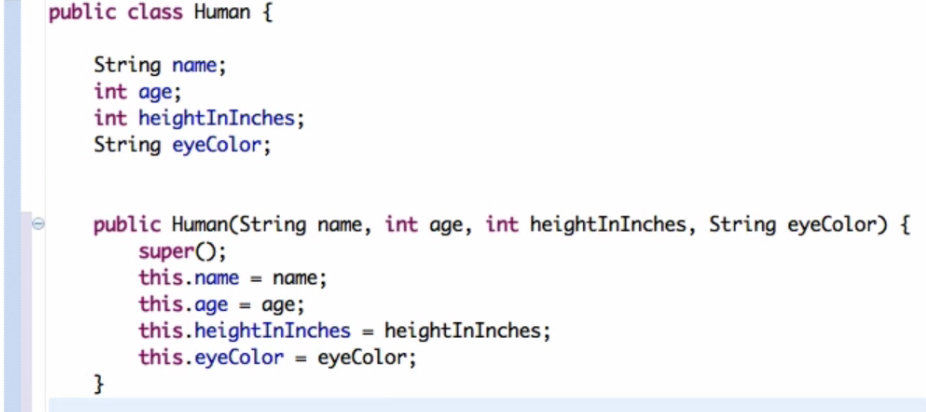 public class Human {
String name;
int age;
int heightInInches;
String eyeColor;
public Human(String name, int age, int heightInInches, String eyeColor) {
super();
this.name = name;
this.age = age;
this.heightInInches = heightInInches;
this.eyeColor = eyeColor;
}